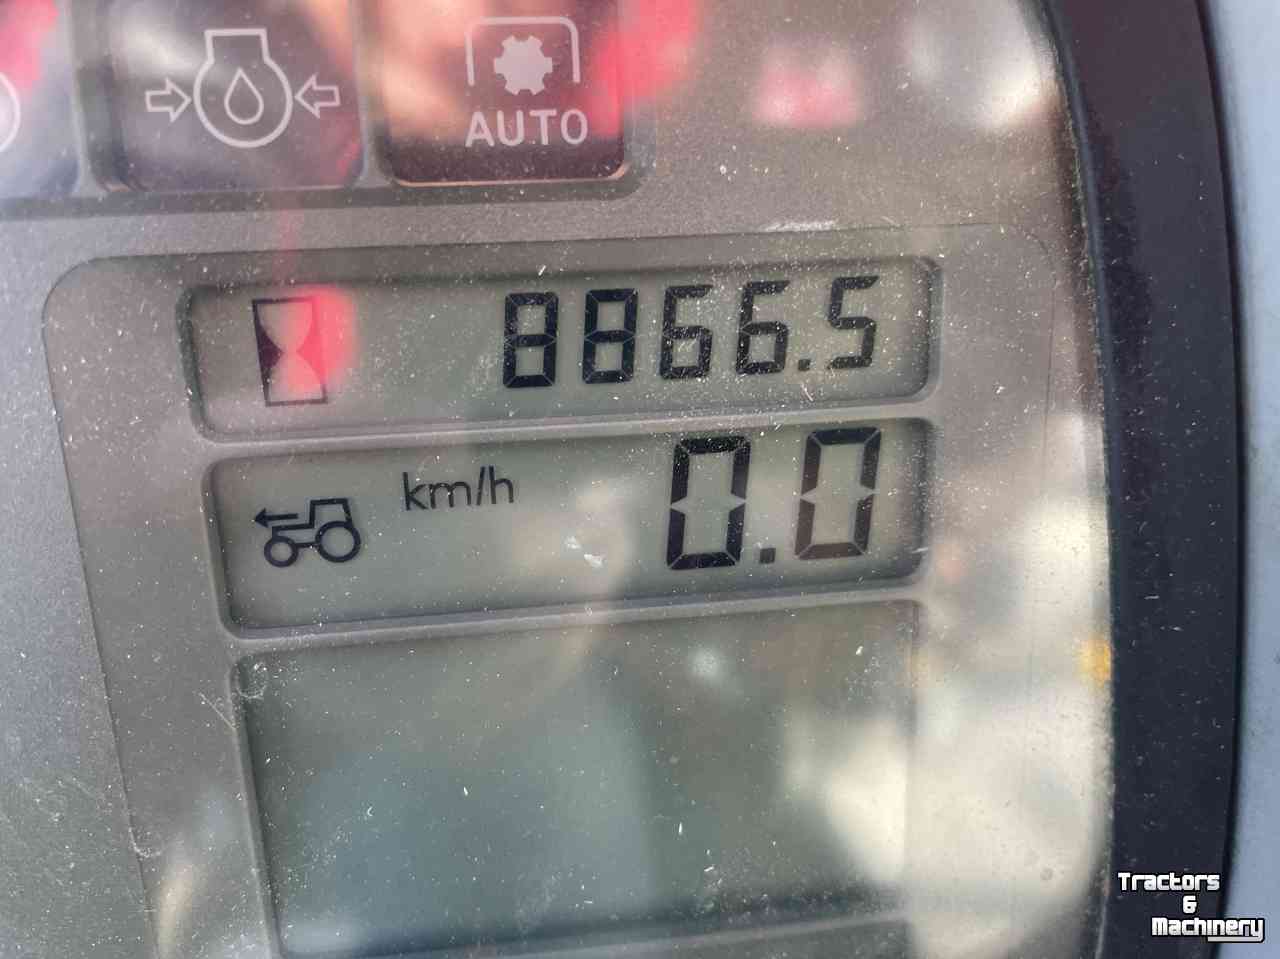 AUTO
8866.5
km/h 0.0
Tractors
&
Machinery